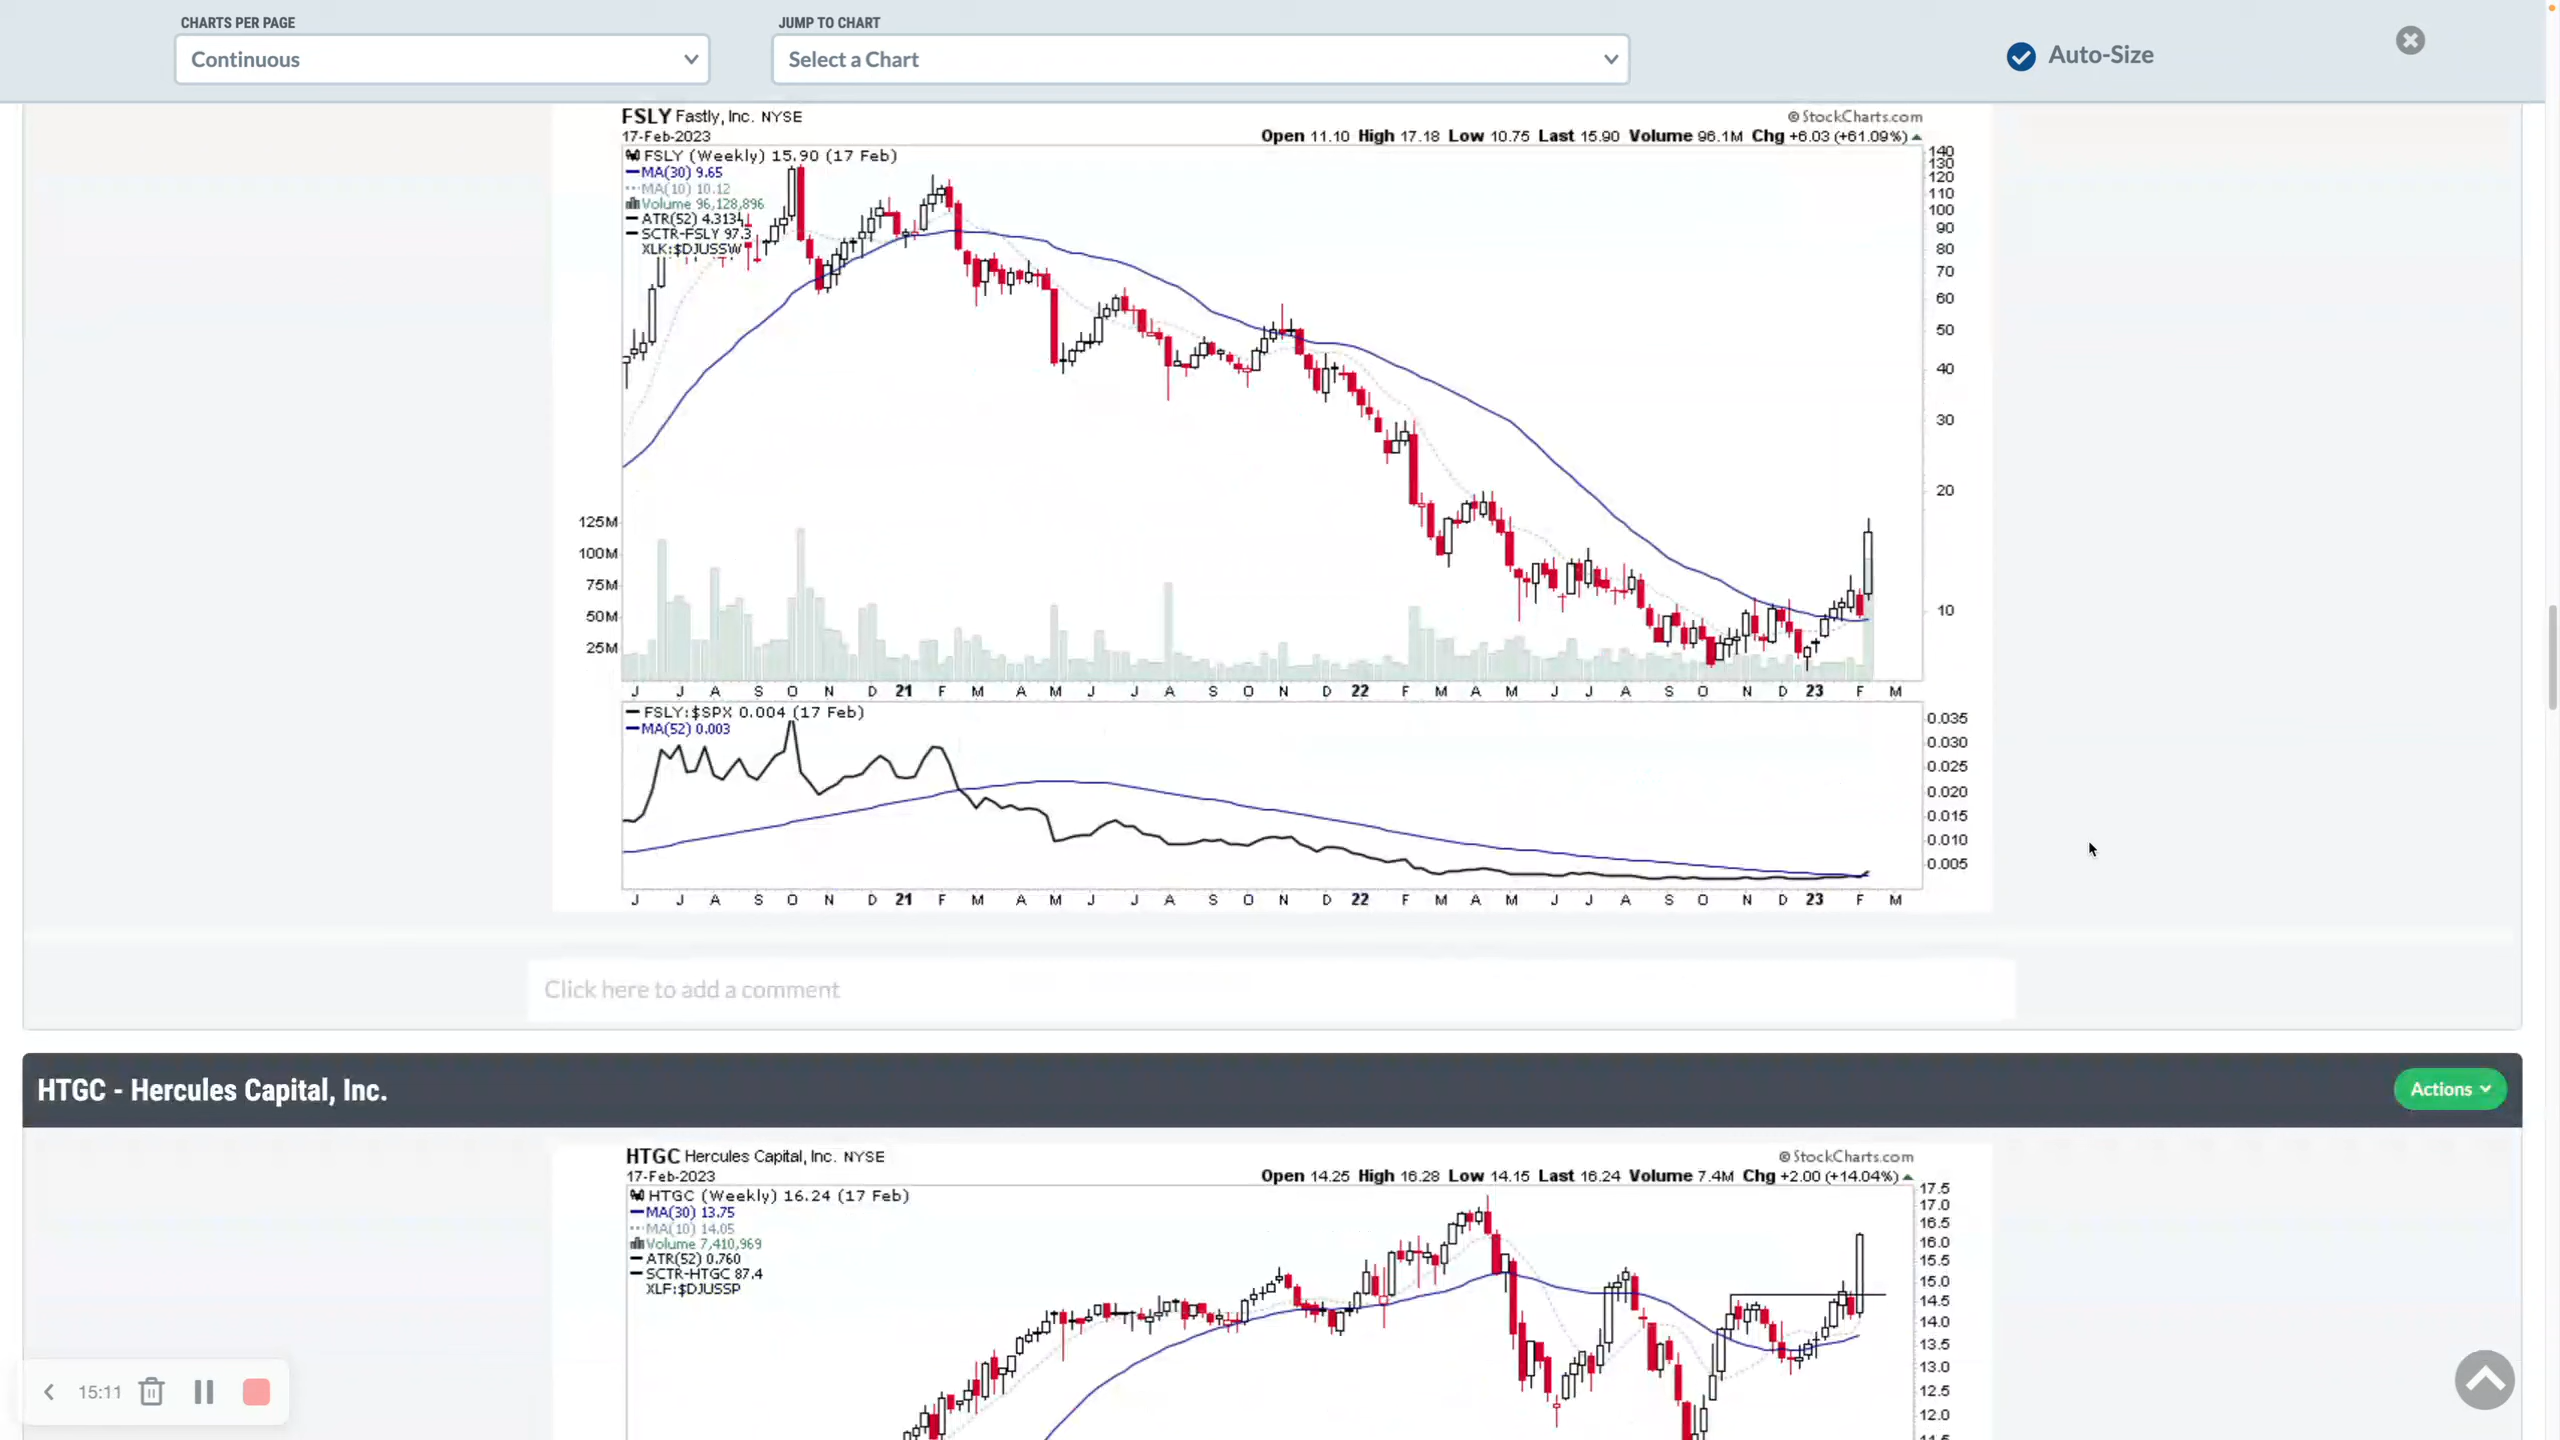 CHARTS PER PAGE
Continuous
JUMP TO CHART
Select a Chart
Auto-Size
FSLY Fastly, Inc. NYSE
© StockCharts.com
17-Feb-2023
Open 11.10 High 17.18 Low 10.75 Last 15.90 Volume 96.1M Chg +6.03 (+61.09%)
FSLY (Weekly) 15.90 (17 Feb)
MA(30) 9.65
MA(10) 10.12
Volume 96,128,896
ATR(52) 4.3134
SCTR-FSLY 97.3
XLK:$DJUSSW
140
130
120
110
100
90
80
70
60
50
40
30
20
10
125M
100M
75M
50M
25M
J J A S O N D 21 F M A M J J A S O N D 22 F M A M J J A S O N D 23 F M
FSLY:$SPX 0.004 (17 Feb)
MA(52) 0.003
0.035
0.030
0.025
0.020
0.015
0.010
0.005
J J A S O N D 21 F M A M J J A S O N D 22 F M A M J J A S O N D 23 F M
Click here to add a comment
HTGC - Hercules Capital, Inc.
Actions
HTGC Hercules Capital, Inc. NYSE
© StockCharts.com
17-Feb-2023
Open 14.25 High 16.28 Low 14.15 Last 16.24 Volume 7.4M Chg +2.00 (+14.04%)
HTGC (Weekly) 16.24 (17 Feb)
MA(30) 13.75
MA(10) 14.05
Volume 7,410,969
ATR(52) 0.760
SCTR-HTGC 87.4
XLF:$DJUSSP
17.5
17.0
16.5
16.0
15.5
15.0
14.5
14.0
13.5
13.0
12.5
12.0
15:11